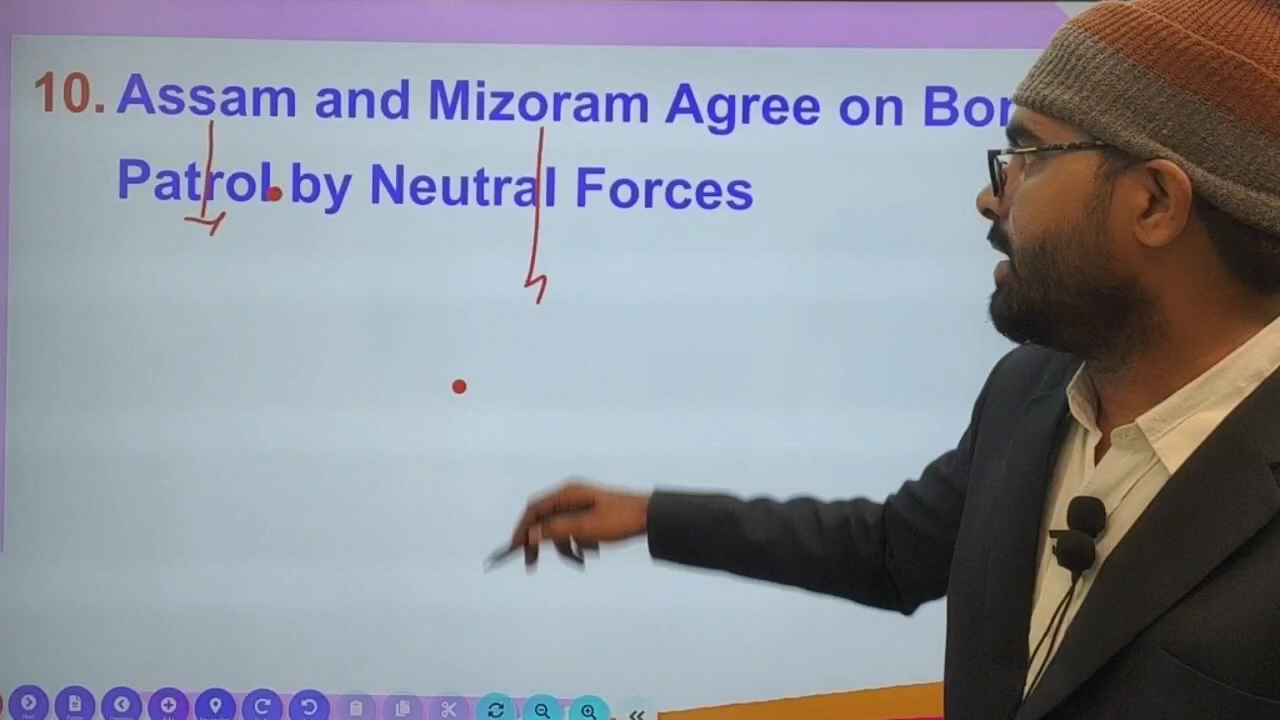 10. Assam and Mizoram Agree on Bor
Patrol by Neutral Forces